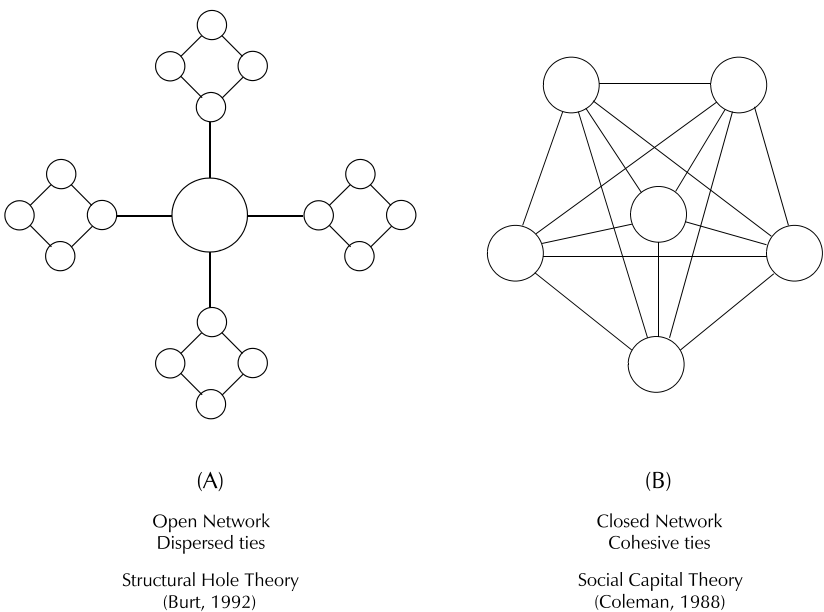 (A)
Open Network
Dispersed ties
Structural Hole Theory
(Burt, 1992)
(B)
Closed Network
Cohesive ties
Social Capital Theory
(Coleman, 1988)